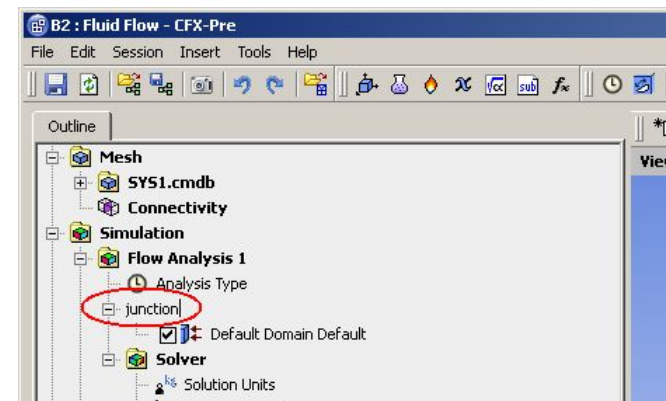 B2 : Fluid Flow - CFX-Pre
File Edit Session Insert Tools Help
Outline
Mesh
SYS1.cmdb
Connectivity
Simulation
Flow Analysis 1
Analysis Type
junction
Default Domain Default
Solver
Solution Units